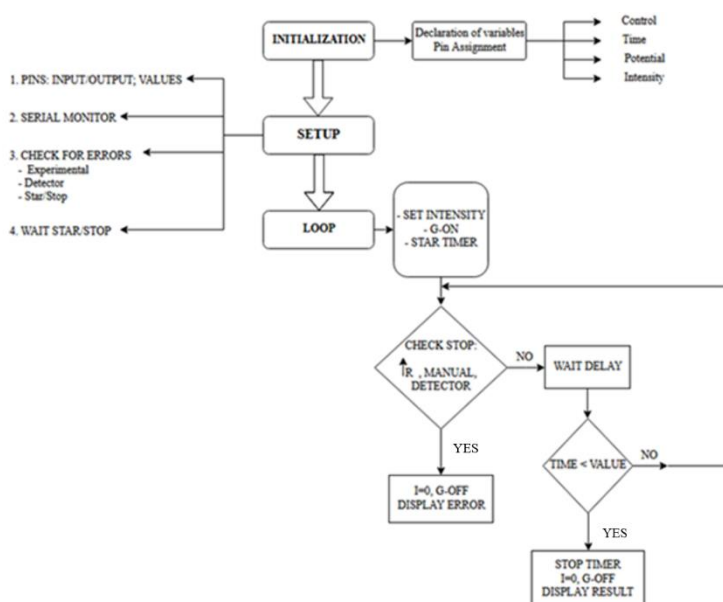 INITIALIZATION
Declaration of variables
Pin Assignment
Control
Time
Potential
Intensity
1. PINS: INPUT/OUTPUT; VALUES
2. SERIAL MONITOR
3. CHECK FOR ERRORS
- Experimental
- Detector
- Star/Stop
4. WAIT STAR/STOP
SETUP
LOOP
- SET INTENSITY
- G-ON
- STAR TIMER
CHECK STOP:
R , MANUAL,
DETECTOR
NO
WAIT DELAY
YES
I=0, G-OFF
DISPLAY ERROR
TIME < VALUE
NO
YES
STOP TIMER
I=0, G-OFF
DISPLAY RESULT